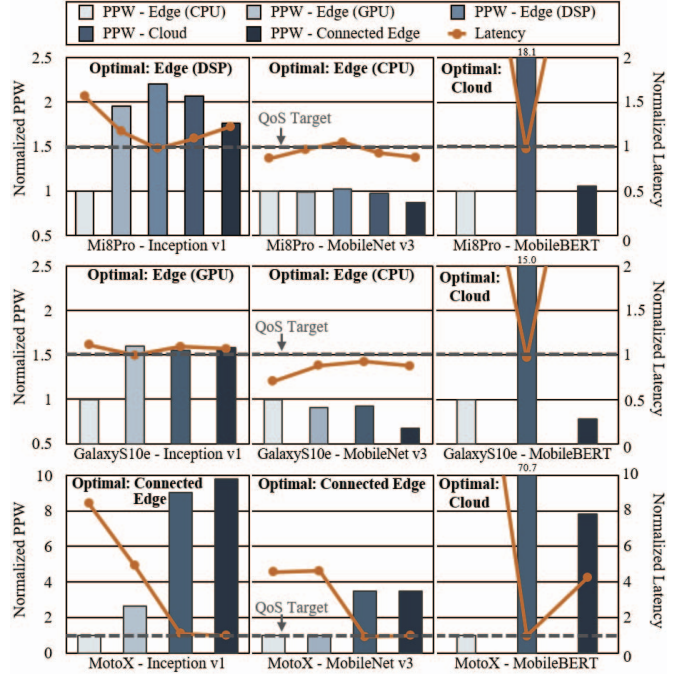 PPW - Edge (CPU) PPW - Edge (GPU) PPW - Edge (DSP)
PPW - Cloud PPW - Connected Edge Latency
Normalized PPW
2.5
2
1.5
1
0.5
Optimal: Edge (DSP)
Mi8Pro - Inception v1
Optimal: Edge (CPU)
QoS Target
Mi8Pro - MobileNet v3
18.1
Optimal:
Cloud
Mi8Pro - MobileBERT
2
1.5
1
0.5
0
Normalized Latency
Normalized PPW
2.5
2
1.5
1
0.5
Optimal: Edge (GPU)
GalaxyS10e - Inception v1
Optimal: Edge (CPU)
QoS Target
GalaxyS10e - MobileNet v3
15.0
Optimal:
Cloud
GalaxyS10e - MobileBERT
2
1.5
1
0.5
0
Normalized Latency
Normalized PPW
10
8
6
4
2
0
Optimal: Connected
Edge
MotoX - Inception v1
Optimal: Connected Edge
QoS Target
MotoX - MobileNet v3
70.7
Optimal:
Cloud
MotoX - MobileBERT
10
8
6
4
2
0
Normalized Latency